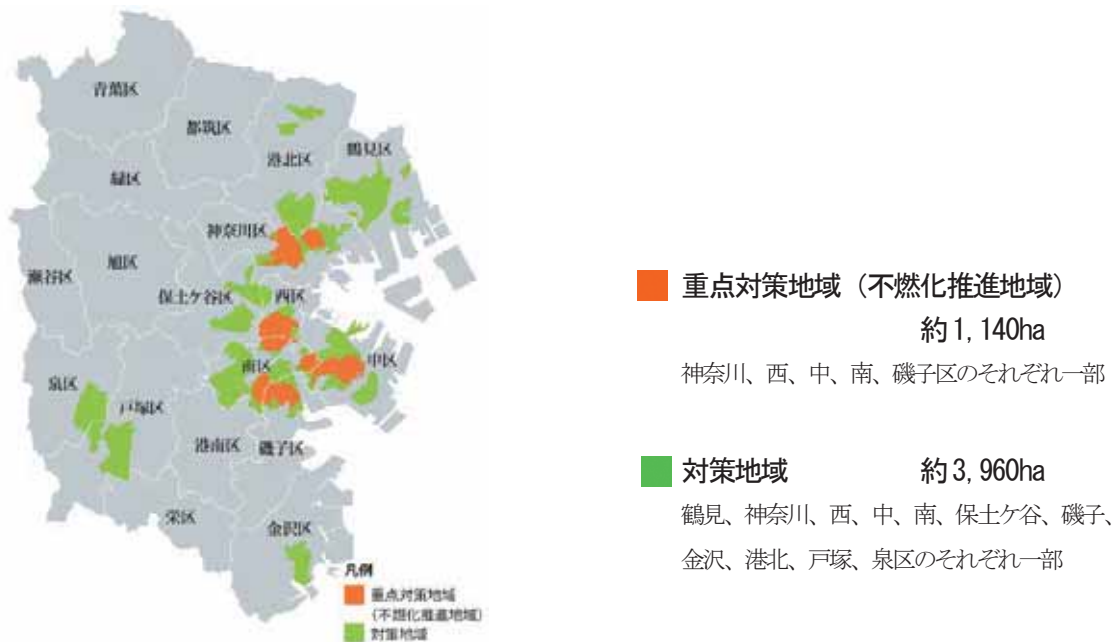 青葉区
都筑区
港北区
鶴見区
緑区
神奈川区
瀬谷区
旭区
保土ケ谷区
西区
中区
南区
泉区
戸塚区
港南区
磯子区
栄区
金沢区
凡例
重点対策地域
(不燃化推進地域)
対策地域
重点対策地域（不燃化推進地域）
約1,140ha
神奈川、西、中、南、磯子区のそれぞれ一部
対策地域 約3,960ha
鶴見、神奈川、西、中、南、保土ケ谷、磯子、
金沢、港北、戸塚、泉区のそれぞれ一部